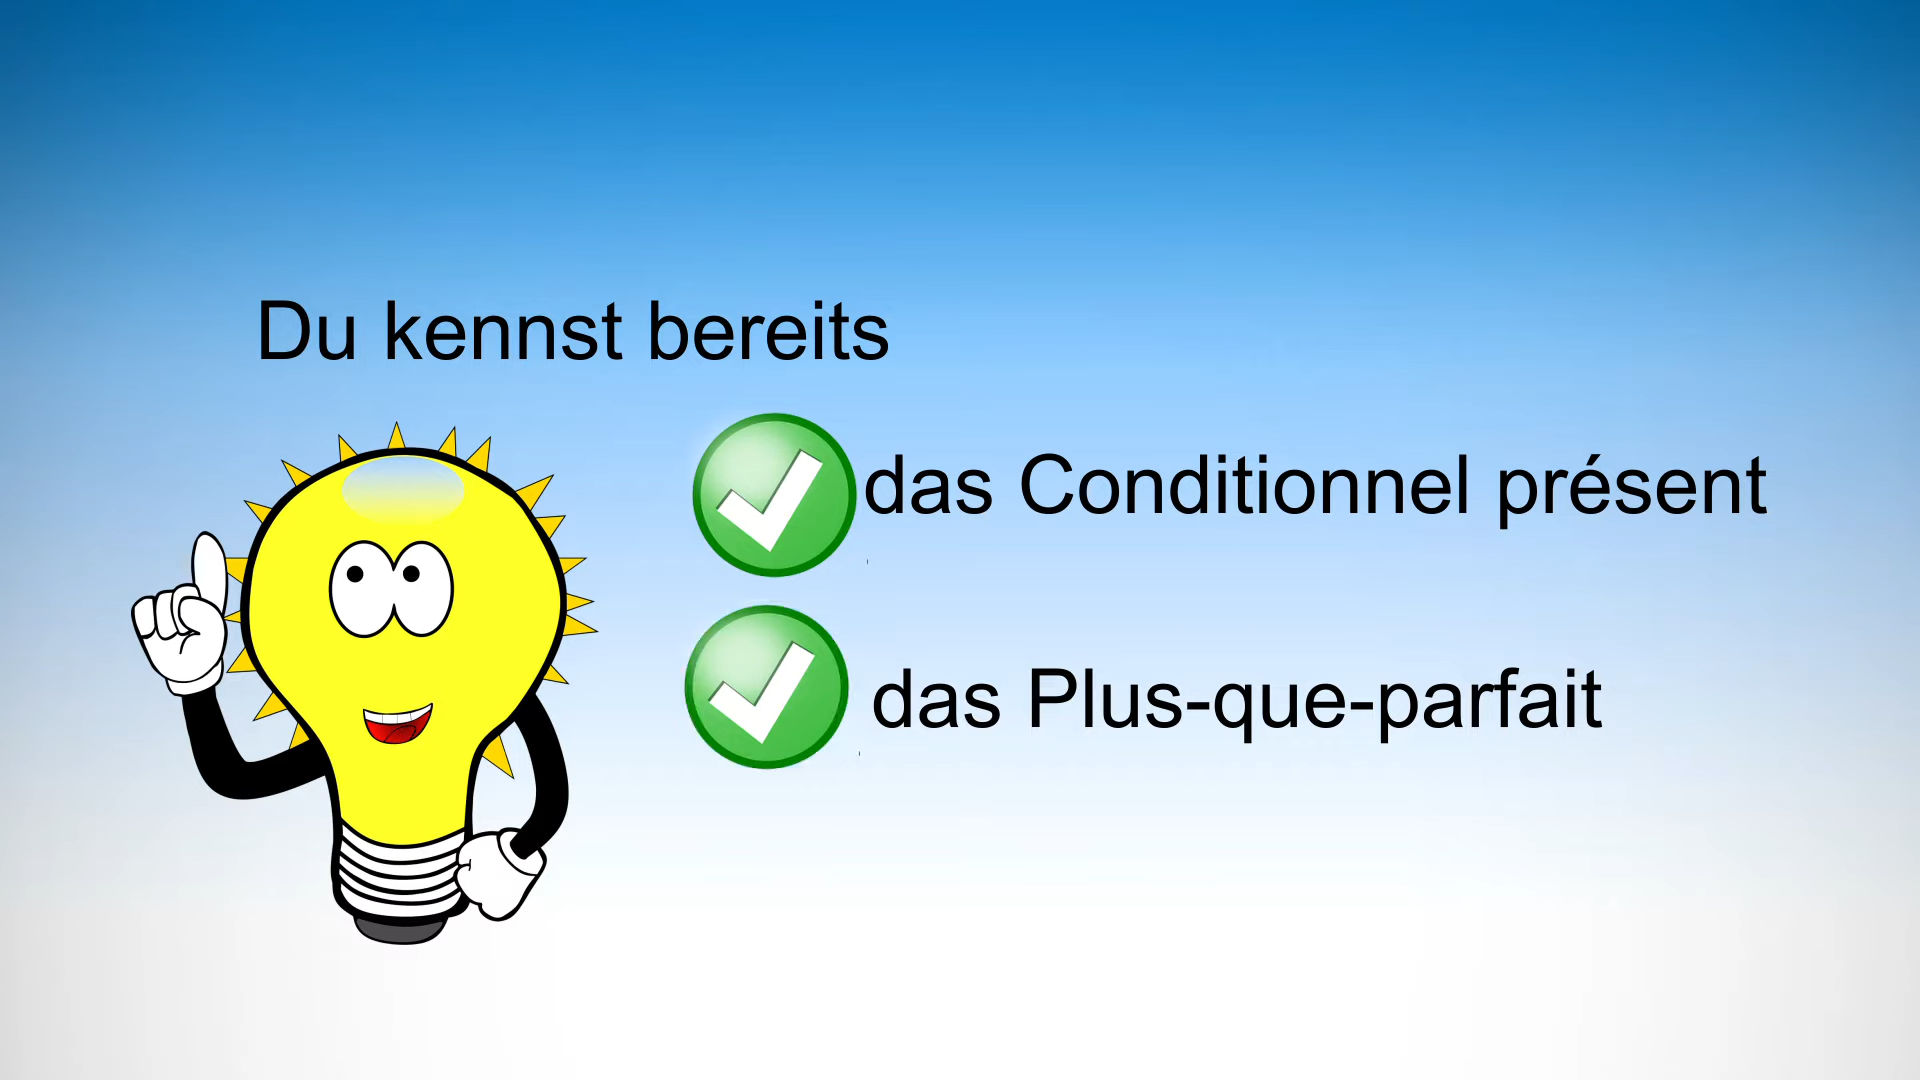 Du kennst bereits
das Conditionnel présent
das Plus-que-parfait